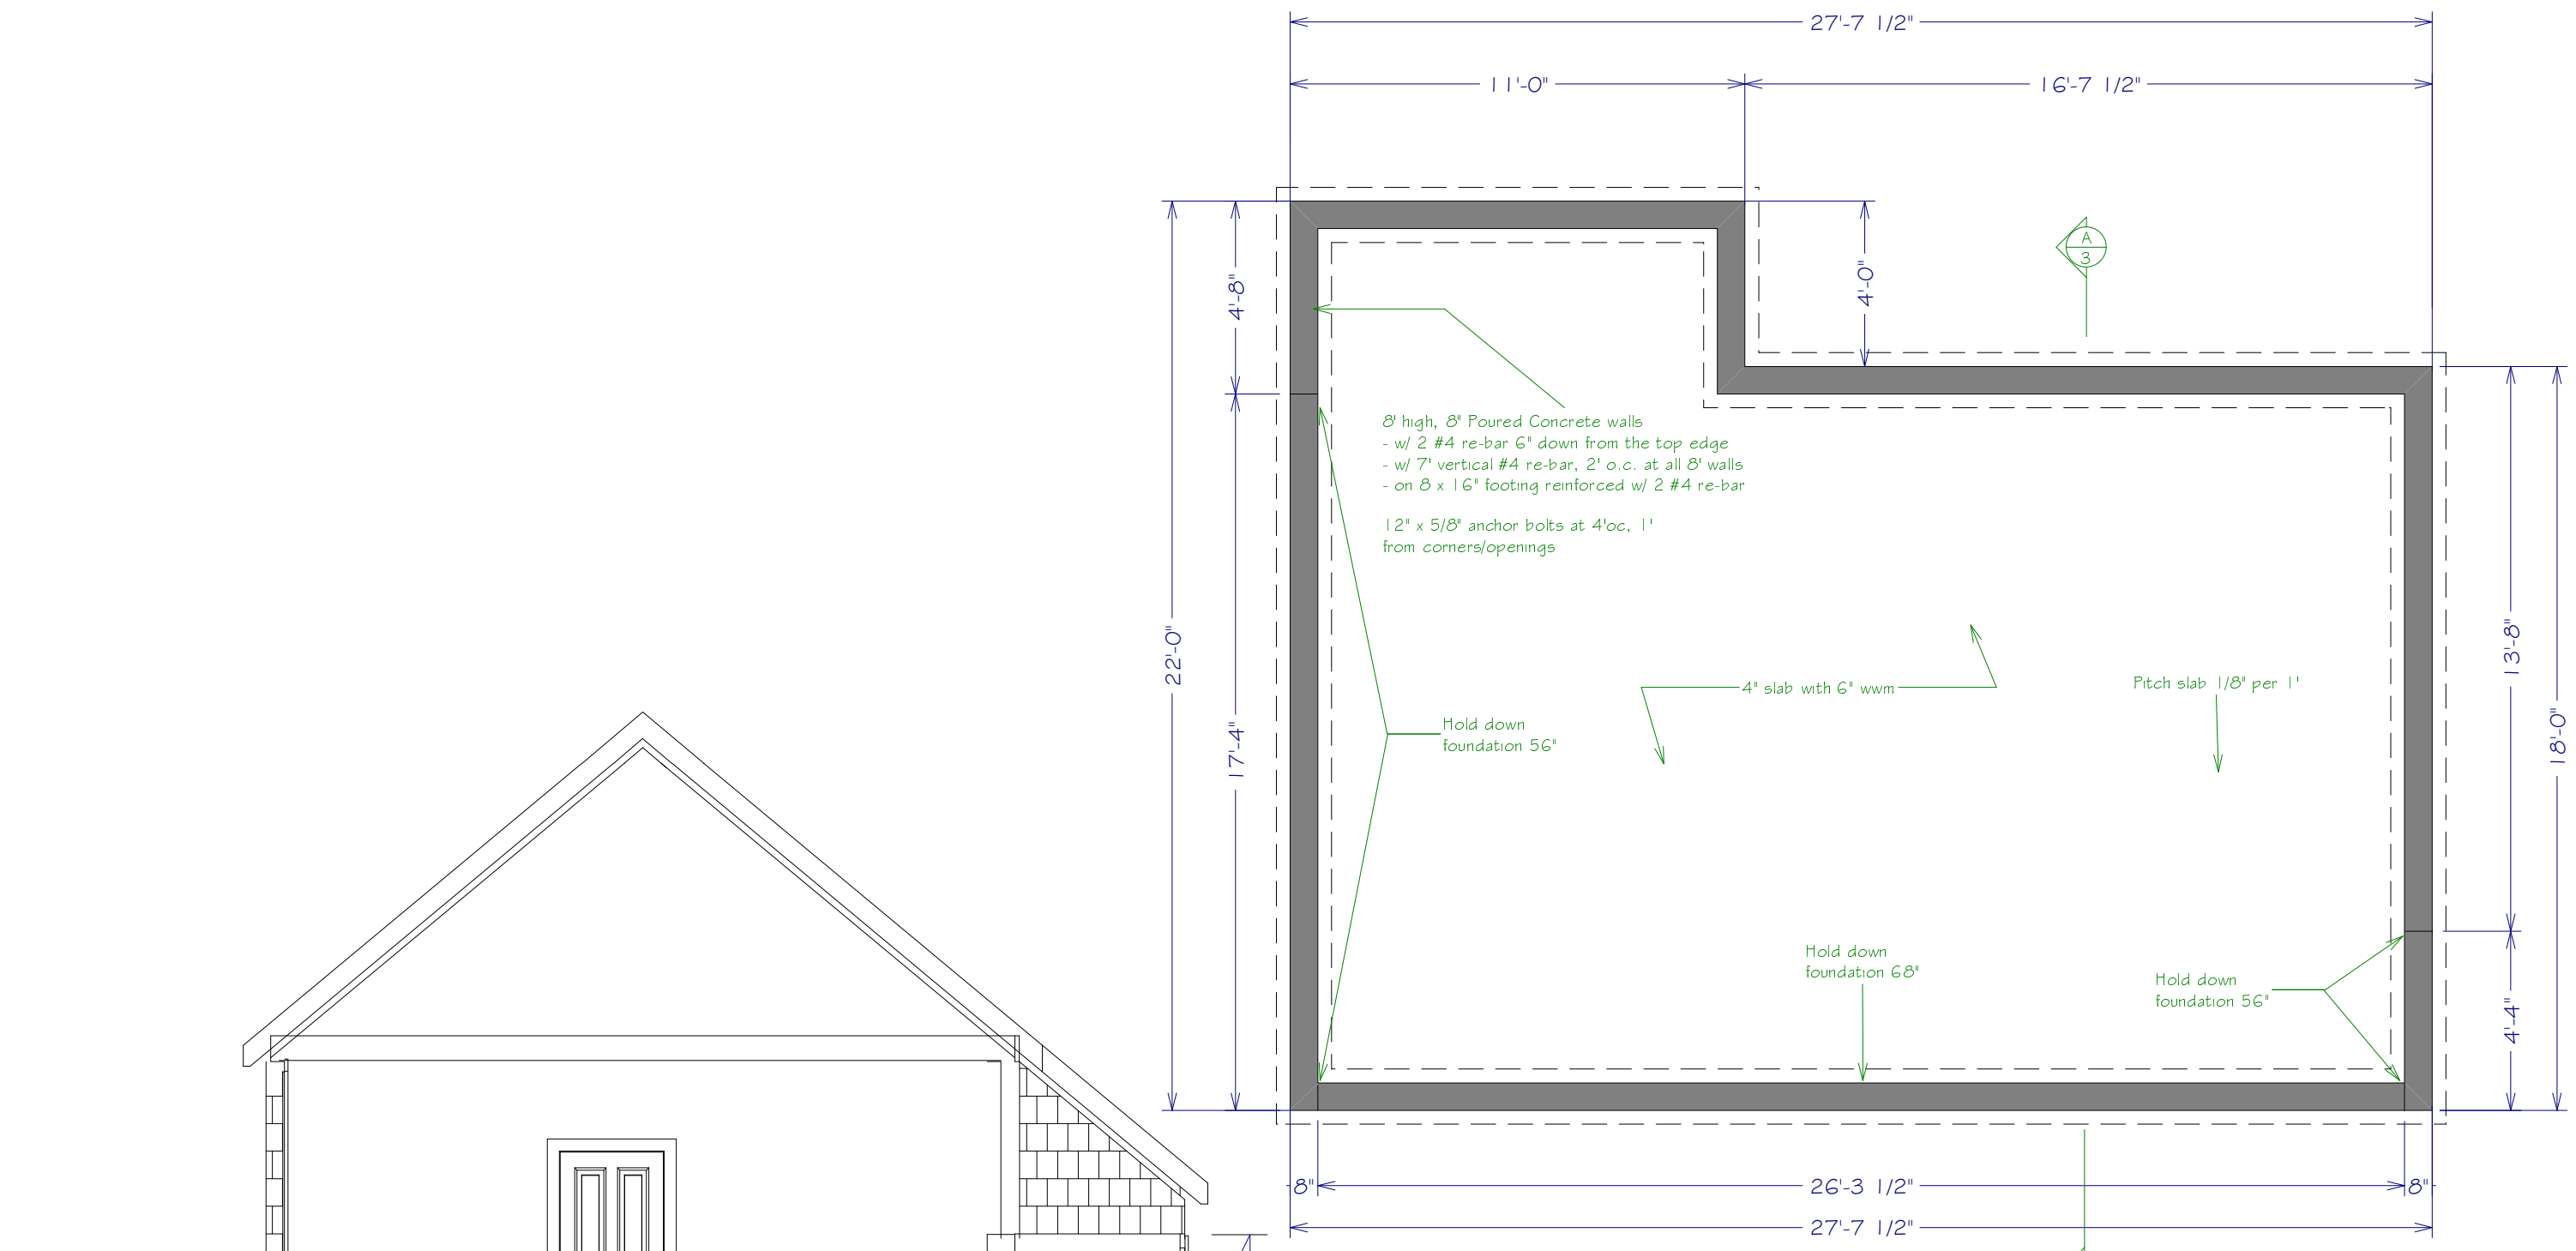 27'-7 1/2"
11'-0"
16'-7 1/2"
A
3
4'-8"
4'-0"
8' high, 8" Poured Concrete walls
- w/ 2 #4 re-bar 6" down from the top edge
- w/ 7' vertical #4 re-bar, 2' o.c. at all 8' walls
- on 8 x 16" footing reinforced w/ 2 #4 re-bar
12" x 5/8" anchor bolts at 4'oc, 1'
from corners/openings
22'-0"
17'-4"
4" slab with 6" wwm
Pitch slab 1/8" per 1'
13'-8"
18'-0"
Hold down
foundation 56"
Hold down
foundation 68"
Hold down
foundation 56"
4'-4"
8"
26'-3 1/2"
8"
27'-7 1/2"